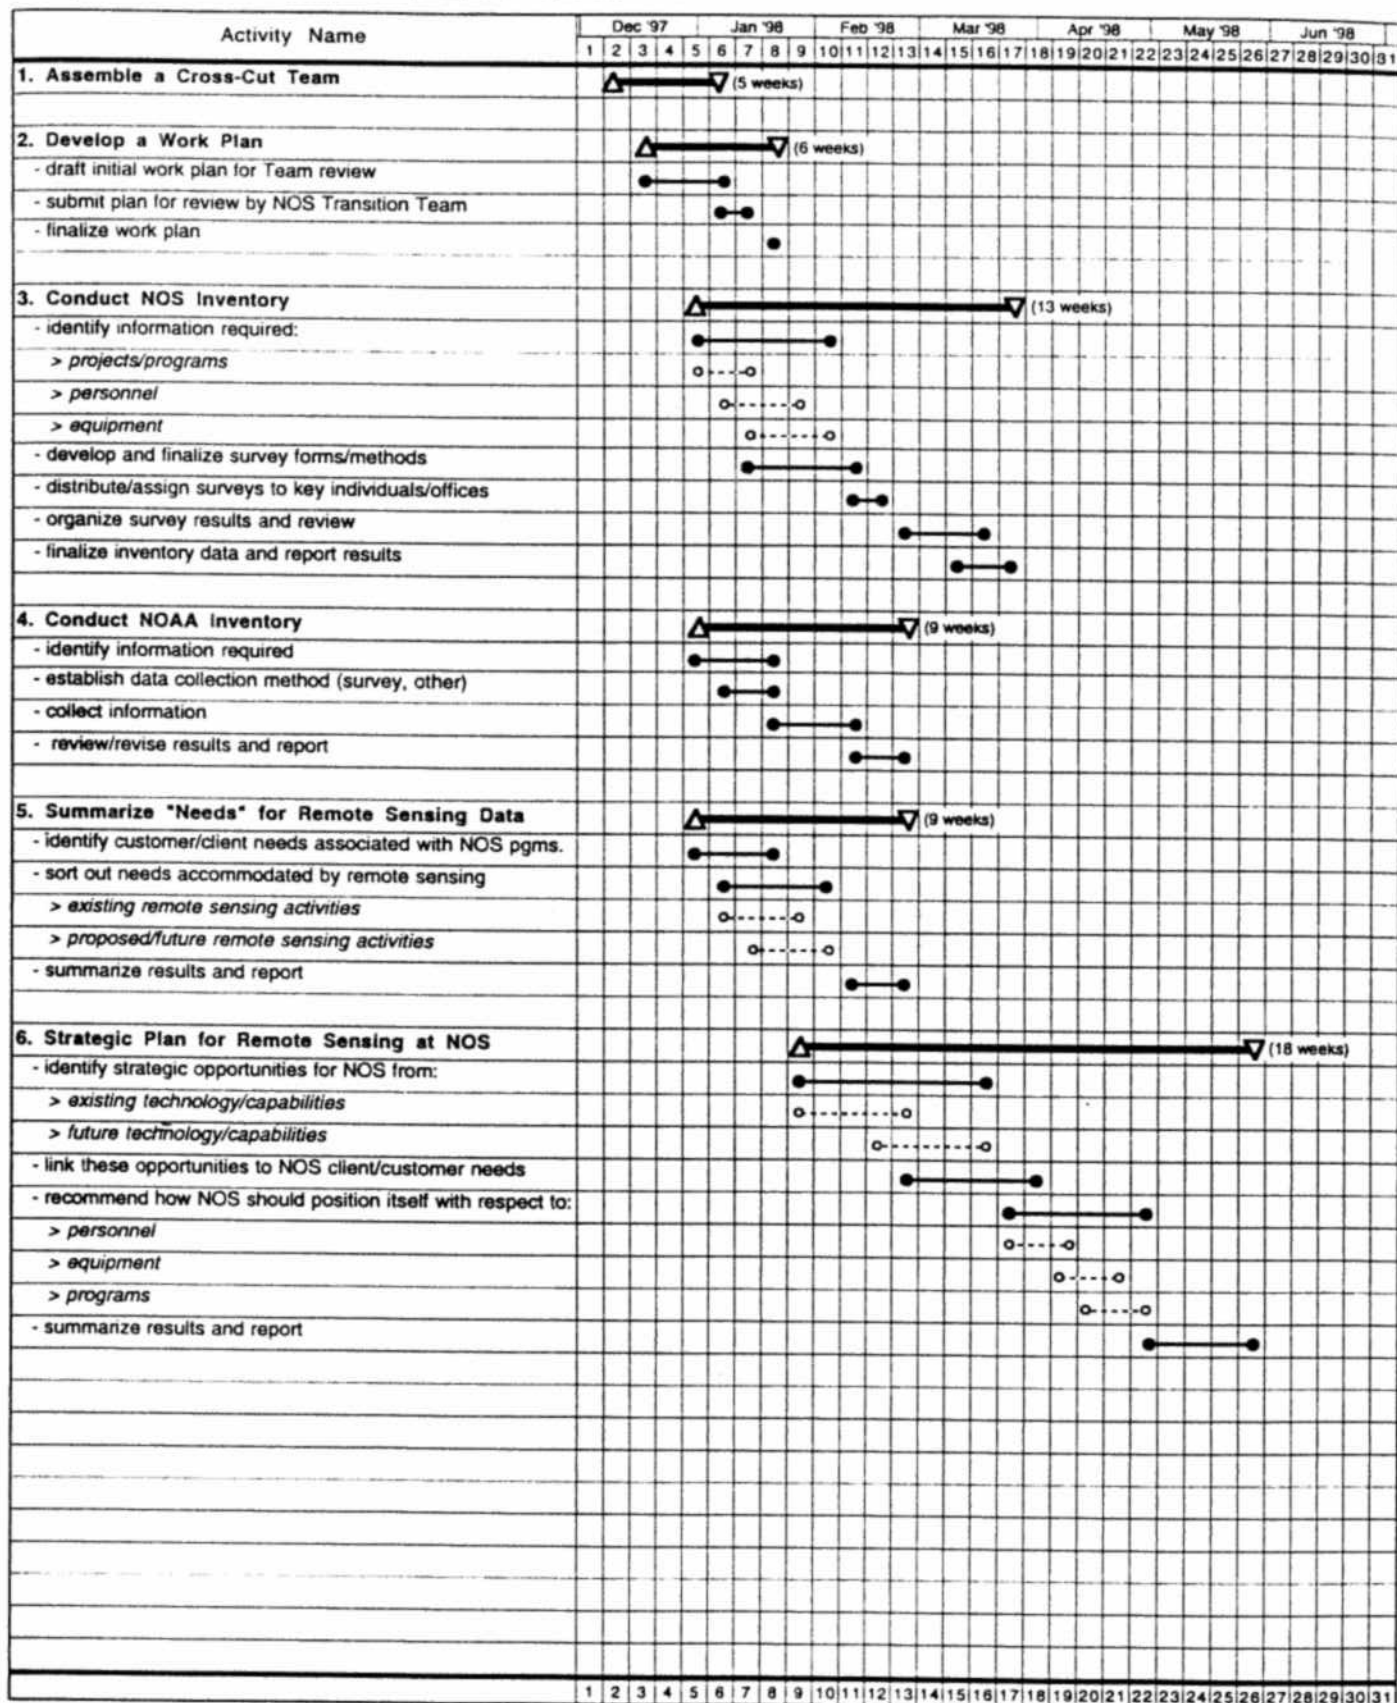 Activity Name
Dec '97 Jan '98 Feb '98 Mar '98 Apr '98 May '98 Jun '98
1 2 3 4 5 6 7 8 9 10 11 12 13 14 15 16 17 18 19 20 21 22 23 24 25 26 27 28 29 30 31
1. Assemble a Cross-Cut Team (5 weeks)
2. Develop a Work Plan (6 weeks)
- draft initial work plan for Team review
- submit plan for review by NOS Transition Team
- finalize work plan
3. Conduct NOS Inventory (13 weeks)
- identify information required:
> projects/programs
> personnel
> equipment
- develop and finalize survey forms/methods
- distribute/assign surveys to key individuals/offices
- organize survey results and review
- finalize inventory data and report results
4. Conduct NOAA Inventory (9 weeks)
- identify information required
- establish data collection method (survey, other)
- collect information
- review/revise results and report
5. Summarize "Needs" for Remote Sensing Data (9 weeks)
- identify customer/client needs associated with NOS pgms.
- sort out needs accommodated by remote sensing
> existing remote sensing activities
> proposed/future remote sensing activities
- summarize results and report
6. Strategic Plan for Remote Sensing at NOS (18 weeks)
- identify strategic opportunities for NOS from:
> existing technology/capabilities
> future technology/capabilities
- link these opportunities to NOS client/customer needs
- recommend how NOS should position itself with respect to:
> personnel
> equipment
> programs
- summarize results and report
1 2 3 4 5 6 7 8 9 10 11 12 13 14 15 16 17 18 19 20 21 22 23 24 25 26 27 28 29 30 31